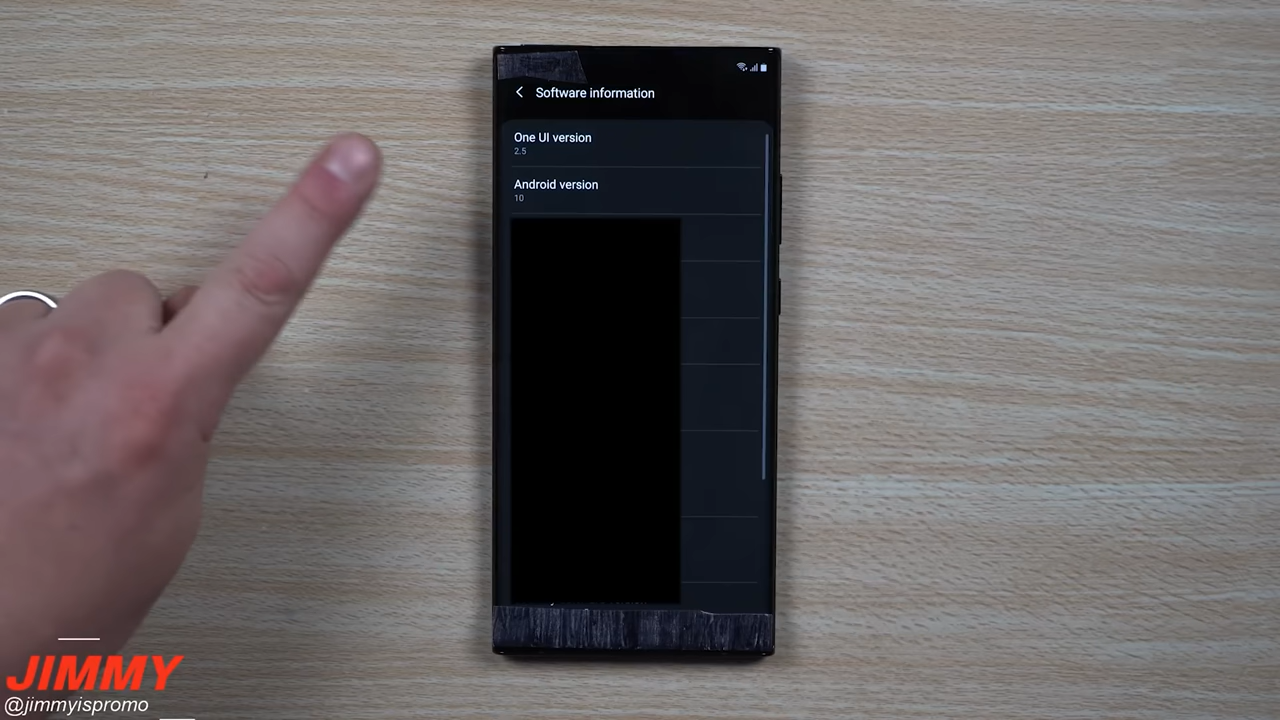 Software information
One UI version
2.5
Android version
10
JIMMY
@jimmyispromo